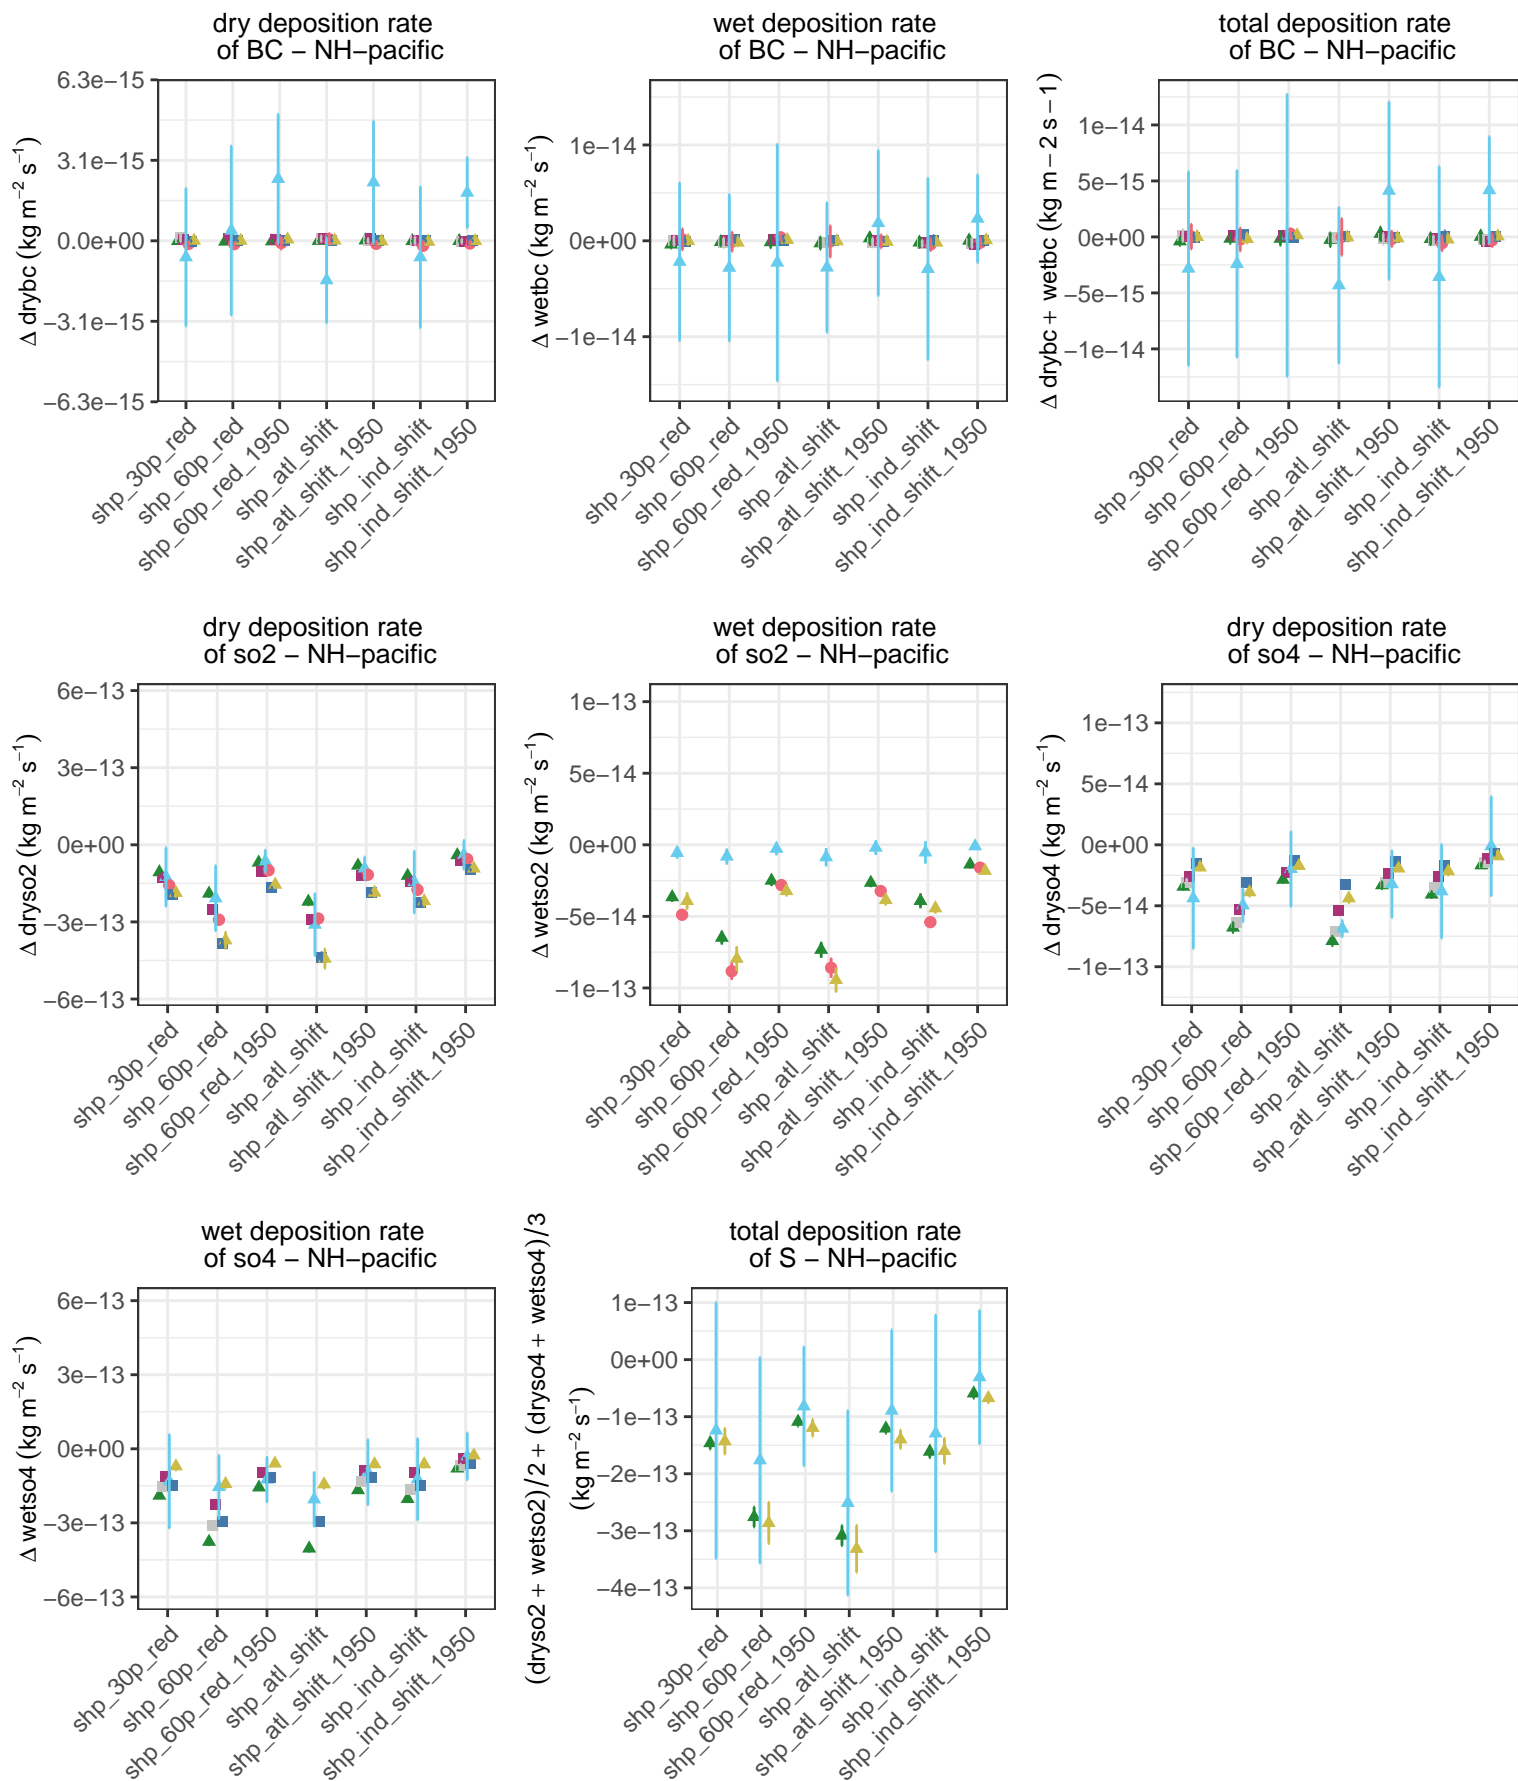 dry deposition rate
of BC − NH−pacific
Δ drybc (kg m−2 s−1)
6.3e−15
3.1e−15
0.0e+00
−3.1e−15
−6.3e−15
shp_30p_red
shp_60p_red
shp_60p_red_1950
shp_atl_shift
shp_atl_shift_1950
shp_ind_shift
shp_ind_shift_1950
wet deposition rate
of BC − NH−pacific
Δ wetbc (kg m−2 s−1)
1e−14
0e+00
−1e−14
shp_30p_red
shp_60p_red
shp_60p_red_1950
shp_atl_shift
shp_atl_shift_1950
shp_ind_shift
shp_ind_shift_1950
total deposition rate
of BC − NH−pacific
Δ drybc + wetbc (kg m − 2 s − 1)
1e−14
5e−15
0e+00
−5e−15
−1e−14
shp_30p_red
shp_60p_red
shp_60p_red_1950
shp_atl_shift
shp_atl_shift_1950
shp_ind_shift
shp_ind_shift_1950
dry deposition rate
of so2 − NH−pacific
Δ dryso2 (kg m−2 s−1)
6e−13
3e−13
0e+00
−3e−13
−6e−13
shp_30p_red
shp_60p_red
shp_60p_red_1950
shp_atl_shift
shp_atl_shift_1950
shp_ind_shift
shp_ind_shift_1950
wet deposition rate
of so2 − NH−pacific
Δ wetso2 (kg m−2 s−1)
1e−13
5e−14
0e+00
−5e−14
−1e−13
shp_30p_red
shp_60p_red
shp_60p_red_1950
shp_atl_shift
shp_atl_shift_1950
shp_ind_shift
shp_ind_shift_1950
dry deposition rate
of so4 − NH−pacific
Δ dryso4 (kg m−2 s−1)
1e−13
5e−14
0e+00
−5e−14
−1e−13
shp_30p_red
shp_60p_red
shp_60p_red_1950
shp_atl_shift
shp_atl_shift_1950
shp_ind_shift
shp_ind_shift_1950
wet deposition rate
of so4 − NH−pacific
Δ wetso4 (kg m−2 s−1)
6e−13
3e−13
0e+00
−3e−13
−6e−13
shp_30p_red
shp_60p_red
shp_60p_red_1950
shp_atl_shift
shp_atl_shift_1950
shp_ind_shift
shp_ind_shift_1950
total deposition rate
of S − NH−pacific
(dryso2 + wetso2)/2 + (dryso4 + wetso4)/3
(kg m−2 s−1)
1e−13
0e+00
−1e−13
−2e−13
−3e−13
−4e−13
shp_30p_red
shp_60p_red
shp_60p_red_1950
shp_atl_shift
shp_atl_shift_1950
shp_ind_shift
shp_ind_shift_1950